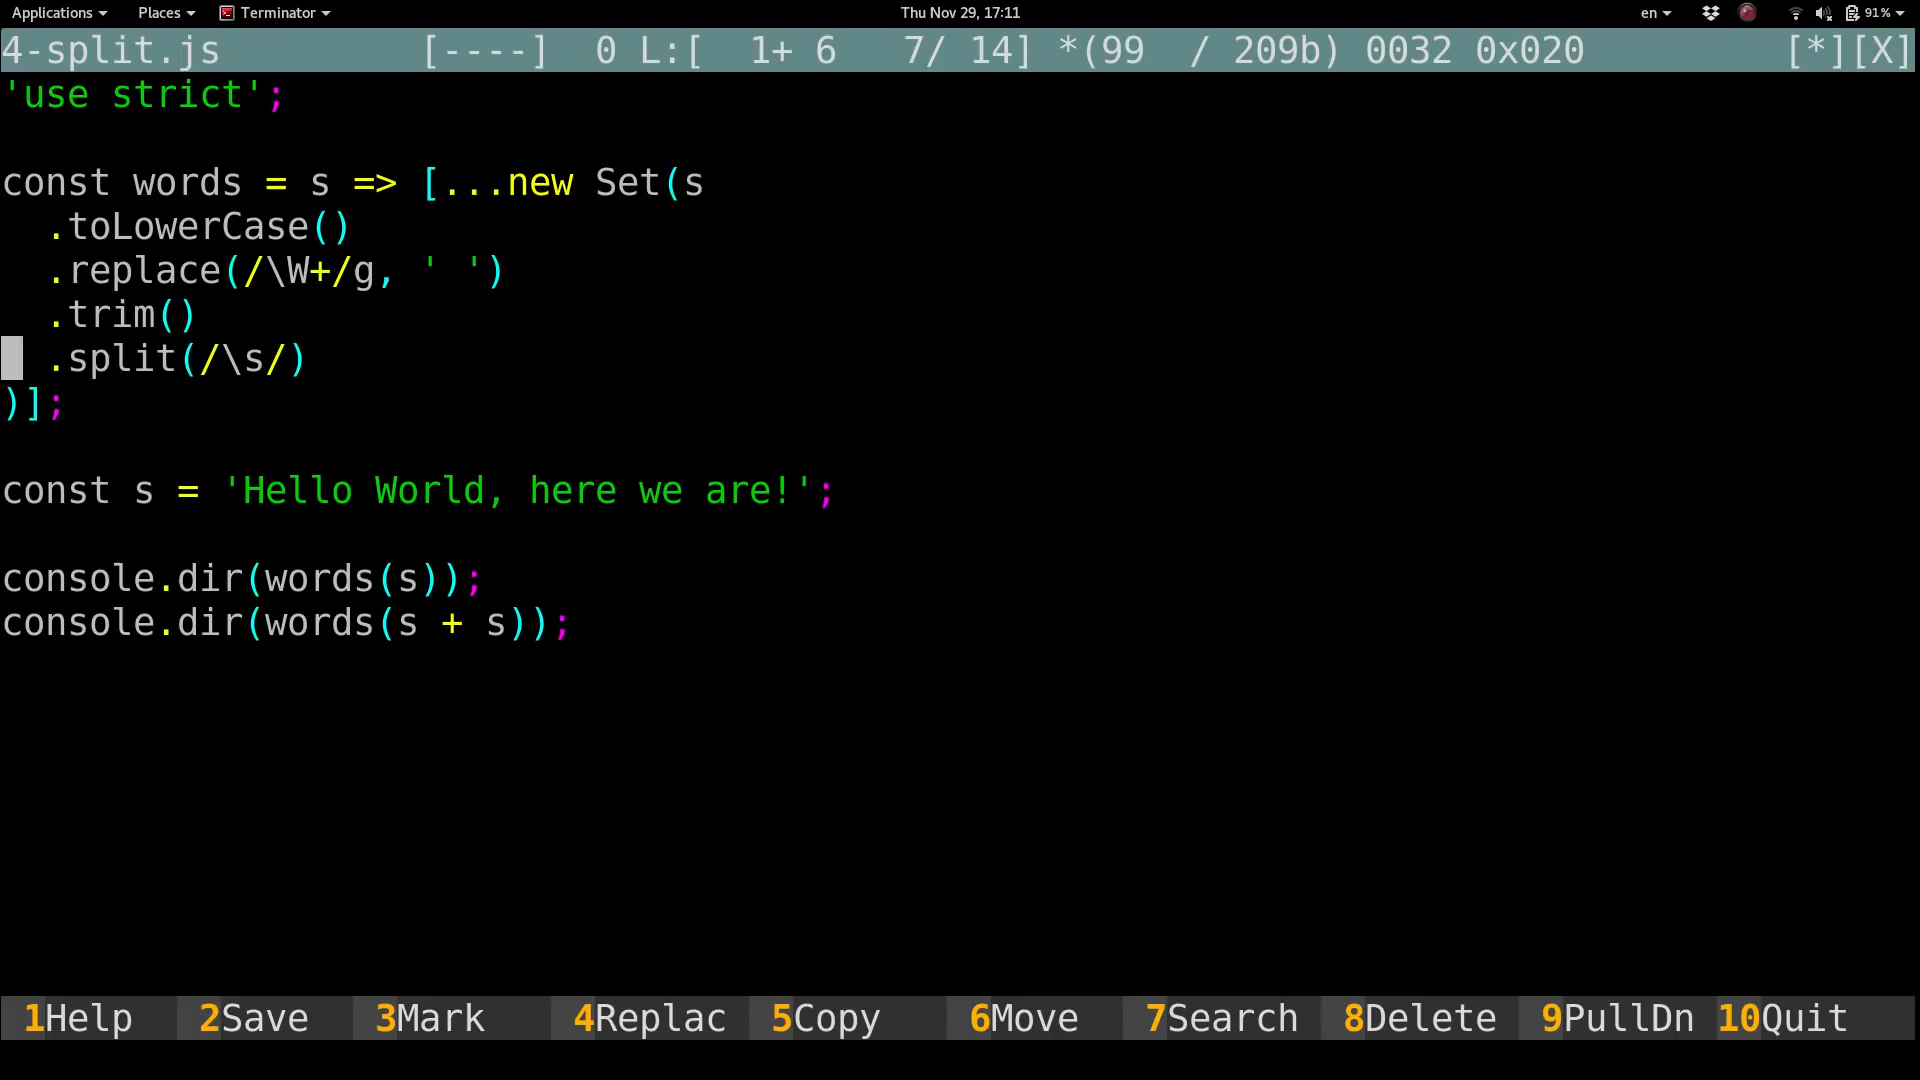 Applications Places Terminator Thu Nov 29, 17:11 en 91%
4-split.js [----] 0 L:[ 1+ 6 7/ 14] *(99 / 209b) 0032 0x020 [*][X]
'use strict';
const words = s => [...new Set(s
.toLowerCase()
.replace(/\W+/g, ' ')
.trim()
.split(/\s/)
)];
const s = 'Hello World, here we are!';
console.dir(words(s));
console.dir(words(s + s));
1Help 2Save 3Mark 4Replac 5Copy 6Move 7Search 8Delete 9PullDn 10Quit